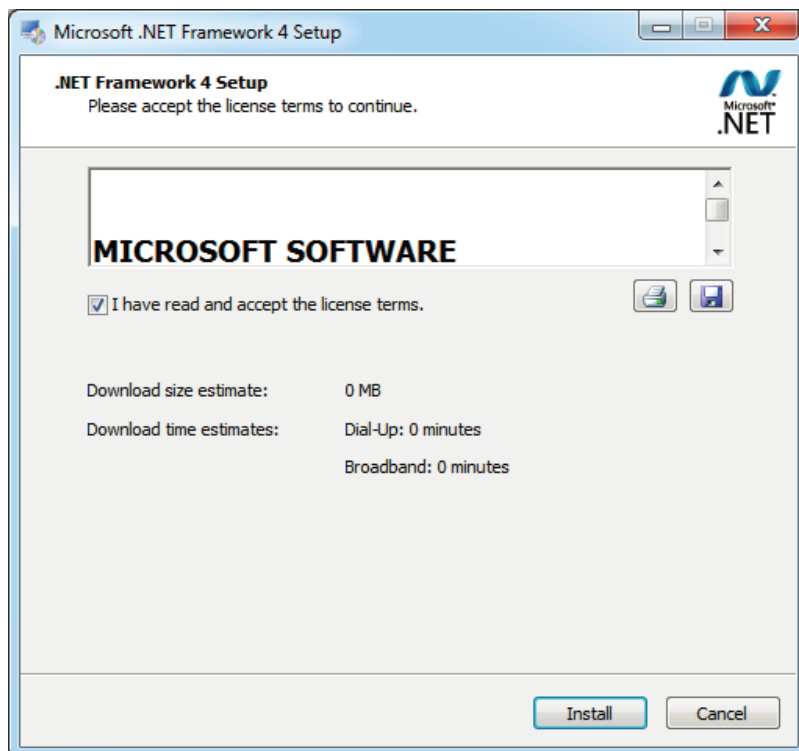 Microsoft .NET Framework 4 Setup
.NET Framework 4 Setup
Please accept the license terms to continue.
Microsoft®
.NET
MICROSOFT SOFTWARE
I have read and accept the license terms.
Download size estimate: 0 MB
Download time estimates: Dial-Up: 0 minutes
Broadband: 0 minutes
Install Cancel